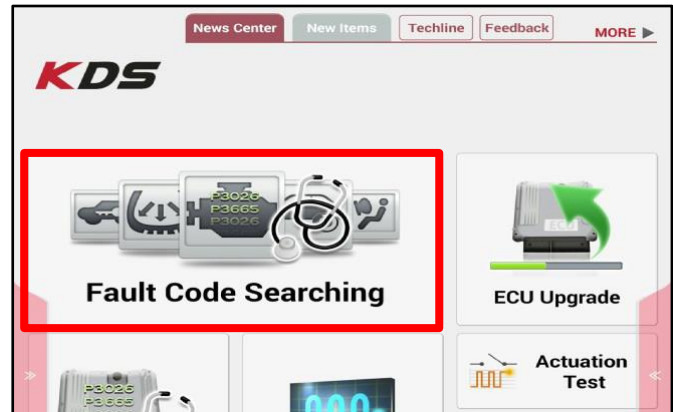 News Center
New Items
Techline
Feedback
MORE ▶
KDS
P3026
P3665
P3026
Fault Code Searching
ECU
ECU Upgrade
Actuation
Test
P3026
P3665